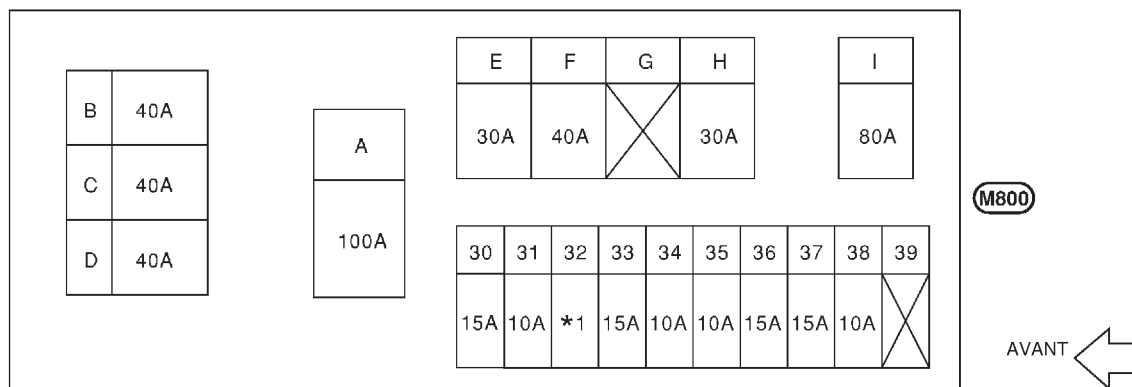 E F G H I
30A 40A 30A 80A
B 40A
C 40A
D 40A
A
100A
M800
30 31 32 33 34 35 36 37 38 39
15A 10A *1 15A 10A 10A 15A 15A 10A
AVANT